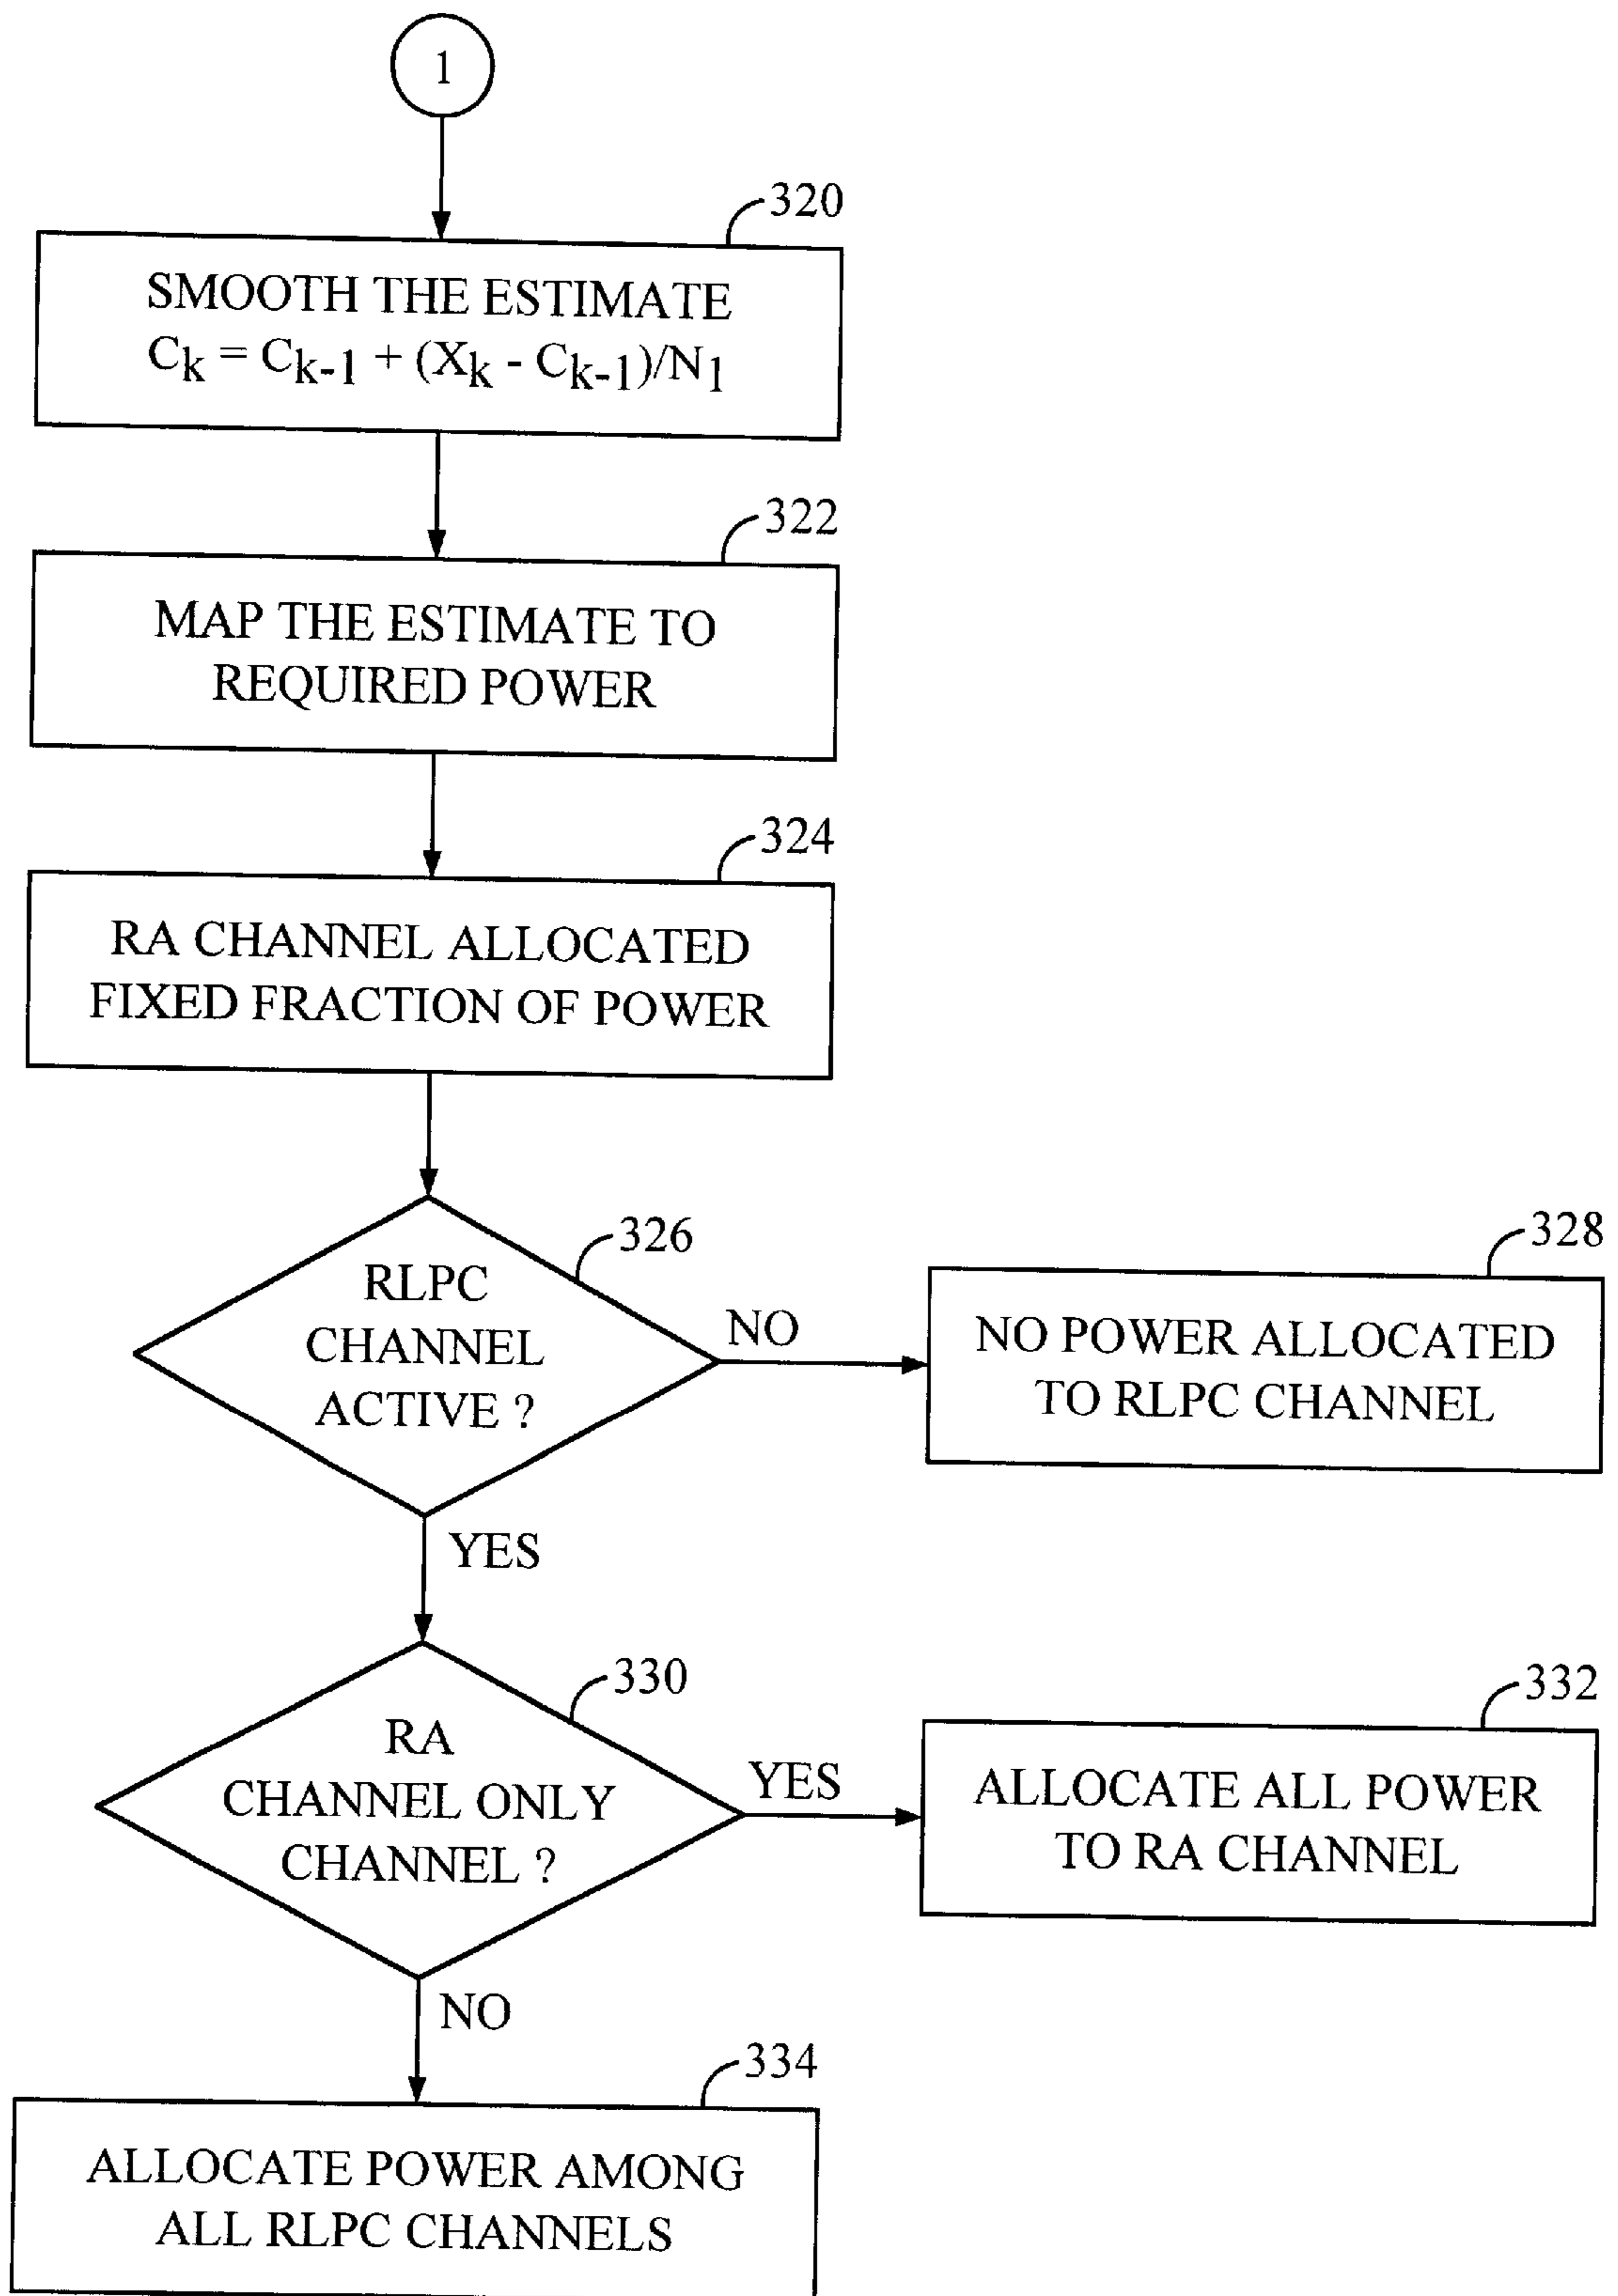 1
320
SMOOTH THE ESTIMATE
Cₖ = Cₖ₋₁ + (Xₖ - Cₖ₋₁)/N₁
322
MAP THE ESTIMATE TO
REQUIRED POWER
324
RA CHANNEL ALLOCATED
FIXED FRACTION OF POWER
326
RLPC
CHANNEL
ACTIVE ?
NO
328
NO POWER ALLOCATED
TO RLPC CHANNEL
YES
330
RA
CHANNEL ONLY
CHANNEL ?
YES
332
ALLOCATE ALL POWER
TO RA CHANNEL
NO
334
ALLOCATE POWER AMONG
ALL RLPC CHANNELS